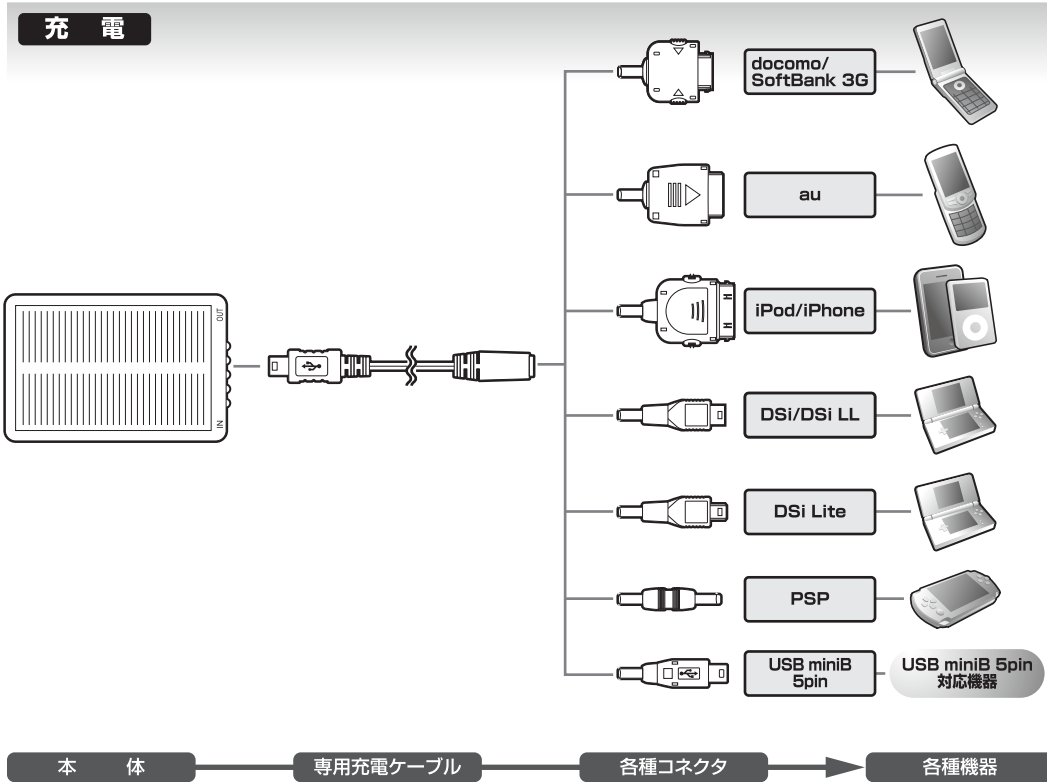 充 電
docomo/
SoftBank 3G
au
iPod/iPhone
OUT
IN
DSi/DSi LL
DSi Lite
PSP
USB miniB
5pin
USB miniB 5pin
対応機器
本 体
専用充電ケーブル
各種コネクタ
各種機器